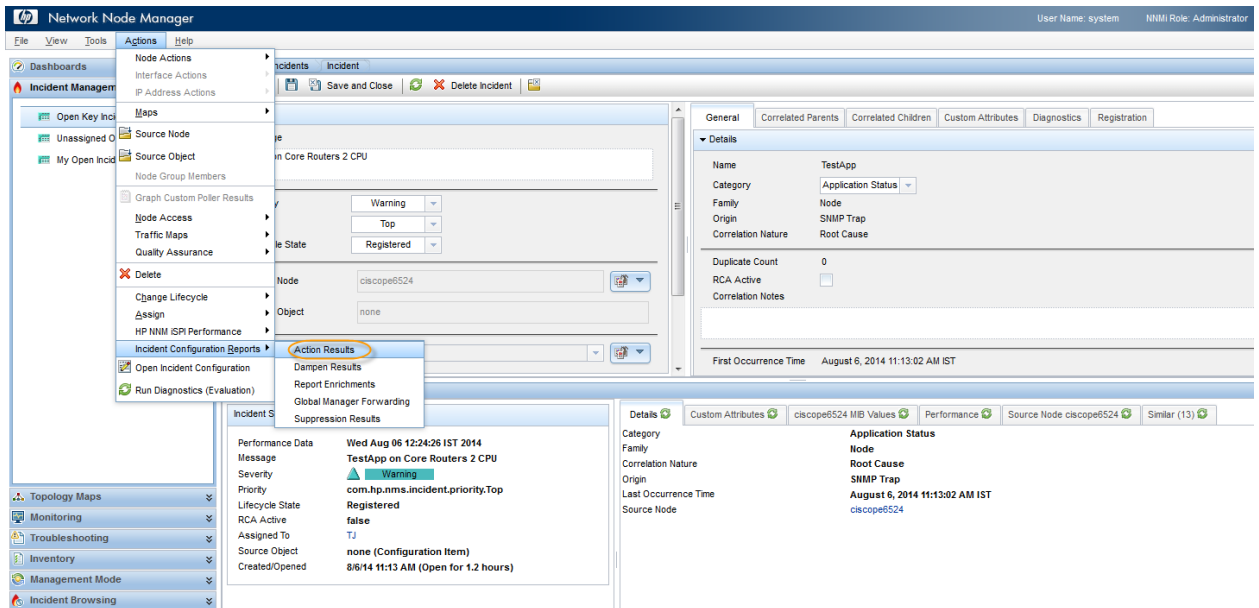 hp Network Node Manager
User Name: system NNMi Role: Administrator
File View Tools Actions Help
Dashboards
Incident Managem
Open Key Inci
Unassigned O
My Open Incid
Node Actions
Interface Actions
IP Address Actions
Maps
Source Node
Source Object
Node Group Members
Graph Custom Poller Results
Node Access
Traffic Maps
Quality Assurance
Delete
Change Lifecycle
Assign
HP NNM iSPI Performance
Incident Configuration Reports
Open Incident Configuration
Run Diagnostics (Evaluation)
Action Results
Dampen Results
Report Enrichments
Global Manager Forwarding
Suppression Results
ncidents Incident
Save and Close Delete Incident
ge
n Core Routers 2 CPU
y Warning
Top
le State Registered
Node ciscope6524
Object none
General Correlated Parents Correlated Children Custom Attributes Diagnostics Registration
Details
Name TestApp
Category Application Status
Family Node
Origin SNMP Trap
Correlation Nature Root Cause
Duplicate Count 0
RCA Active
Correlation Notes
First Occurrence Time August 6, 2014 11:13:02 AM IST
Topology Maps
Monitoring
Troubleshooting
Inventory
Management Mode
Incident Browsing
Incident S
Performance Data Wed Aug 06 12:24:26 IST 2014
Message TestApp on Core Routers 2 CPU
Severity Warning
Priority com.hp.nms.incident.priority.Top
Lifecycle State Registered
RCA Active false
Assigned To TJ
Source Object none (Configuration Item)
Created/Opened 8/6/14 11:13 AM (Open for 1.2 hours)
Details Custom Attributes ciscope6524 MIB Values Performance Source Node ciscope6524 Similar (13)
Category Application Status
Family Node
Correlation Nature Root Cause
Origin SNMP Trap
Last Occurrence Time August 6, 2014 11:13:02 AM IST
Source Node ciscope6524